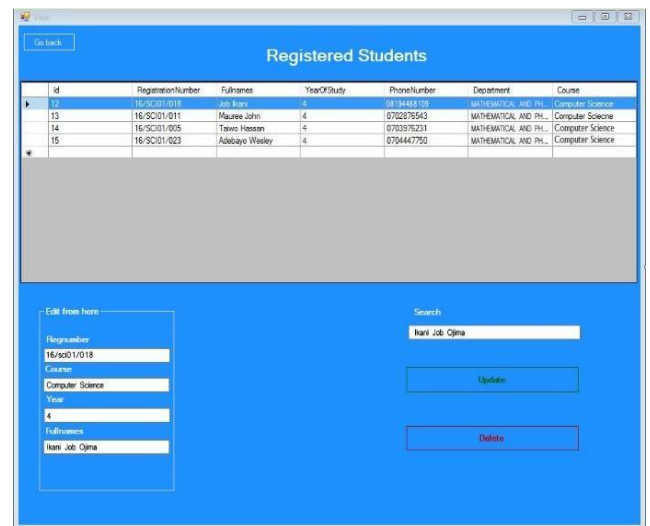 View
Go back
Registered Students
Id RegistrationNumber Fullnames YearOfStudy PhoneNumber Department Course
12 16/SCI01/018 Job Ikani 4 08194468109 MATHEMATICAL AND PH... Computer Science
13 16/SCI01/011 Mauree John 4 0702876543 MATHEMATICAL AND PH... Computer Sciecne
14 16/SCI01/005 Taiwo Hassan 4 0703976231 MATHEMATICAL AND PH... Computer Science
15 16/SCI01/023 Adebayo Wesley 4 0704447750 MATHEMATICAL AND PH... Computer Science
Edit from here
Regnumber
16/sci01/018
Course
Computer Science
Year
4
Fullnames
Ikani Job Ojima
Search
Ikani Job Ojima
Update
Delete